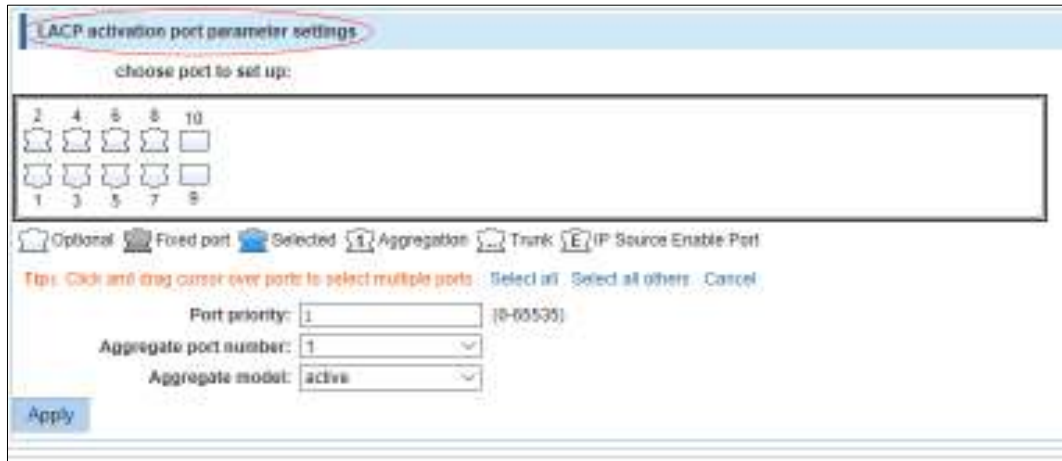 LACP activation port parameter settings
choose port to set up:
2 4 6 8 10
1 3 5 7 9
Optional Fixed port Selected 1 Aggregation ... Trunk E IP Source Enable Port
Tips: Click and drag cursor over ports to select multiple ports Select all Select all others Cancel
Port priority: 1 (0-65535)
Aggregate port number: 1
Aggregate model: active
Apply